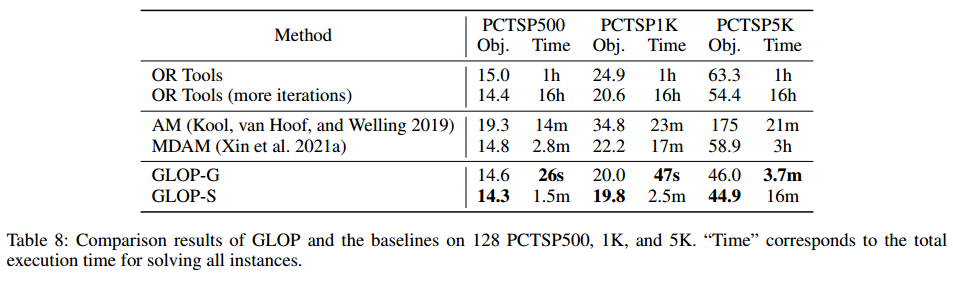 Method PCTSP500 PCTSP1K PCTSP5K
Obj. Time Obj. Time Obj. Time
OR Tools 15.0 1h 24.9 1h 63.3 1h
OR Tools (more iterations) 14.4 16h 20.6 16h 54.4 16h
AM (Kool, van Hoof, and Welling 2019) 19.3 14m 34.8 23m 175 21m
MDAM (Xin et al. 2021a) 14.8 2.8m 22.2 17m 58.9 3h
GLOP-G 14.6 26s 20.0 47s 46.0 3.7m
GLOP-S 14.3 1.5m 19.8 2.5m 44.9 16m
Table 8: Comparison results of GLOP and the baselines on 128 PCTSP500, 1K, and 5K. “Time” corresponds to the total
execution time for solving all instances.